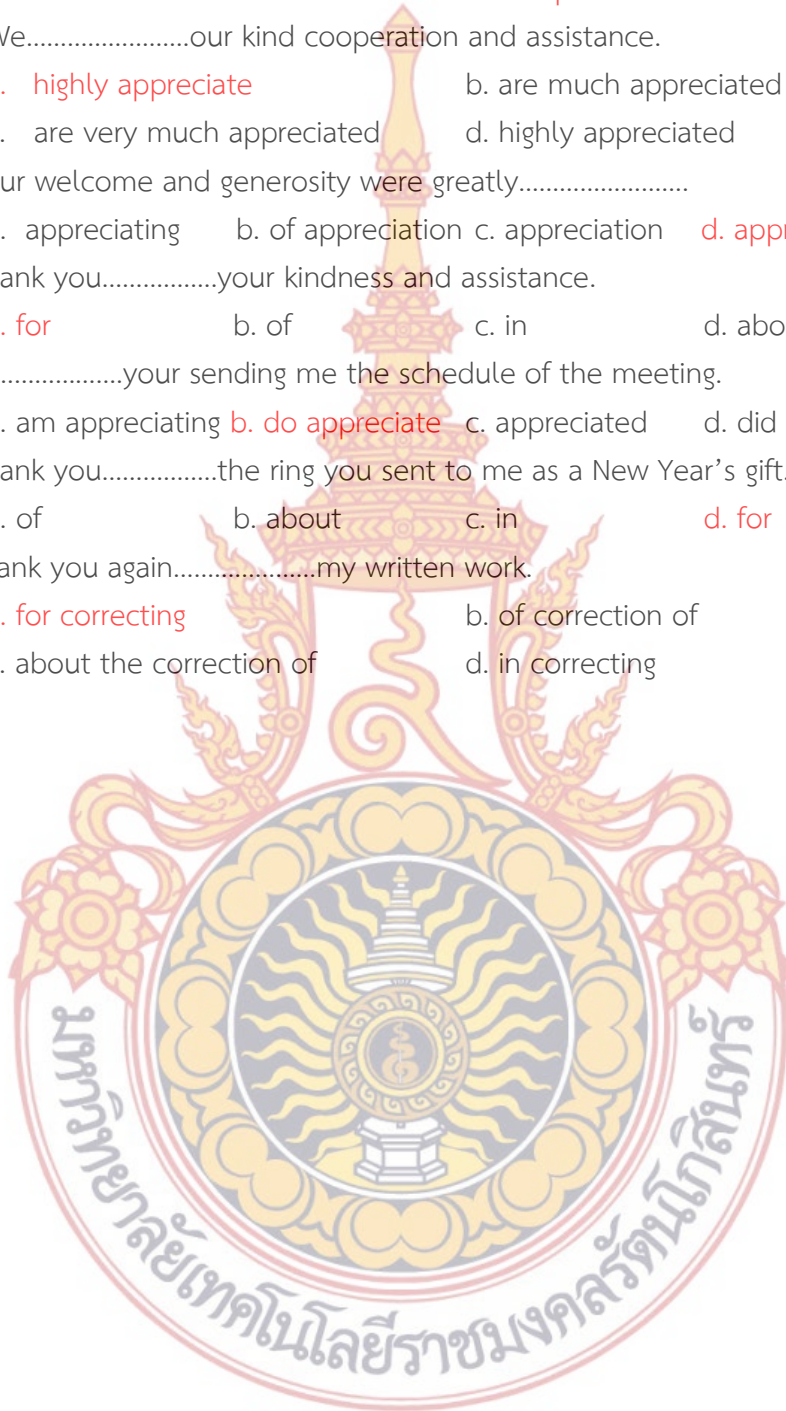 We........................our kind cooperation and assistance.
. highly appreciate b. are much appreciated
. are very much appreciated d. highly appreciated
ur welcome and generosity were greatly.........................
. appreciating b. of appreciation c. appreciation d. appr
ank you.................your kindness and assistance.
. for b. of c. in d. abo
...................your sending me the schedule of the meeting.
. am appreciating b. do appreciate c. appreciated d. did
ank you.................the ring you sent to me as a New Year’s gift.
. of b. about c. in d. for
ank you again.....................my written work.
. for correcting b. of correction of
. about the correction of d. in correcting
มหาวิทยาลัยเทคโนโลยีราชมงคลรัตนโกสินทร์